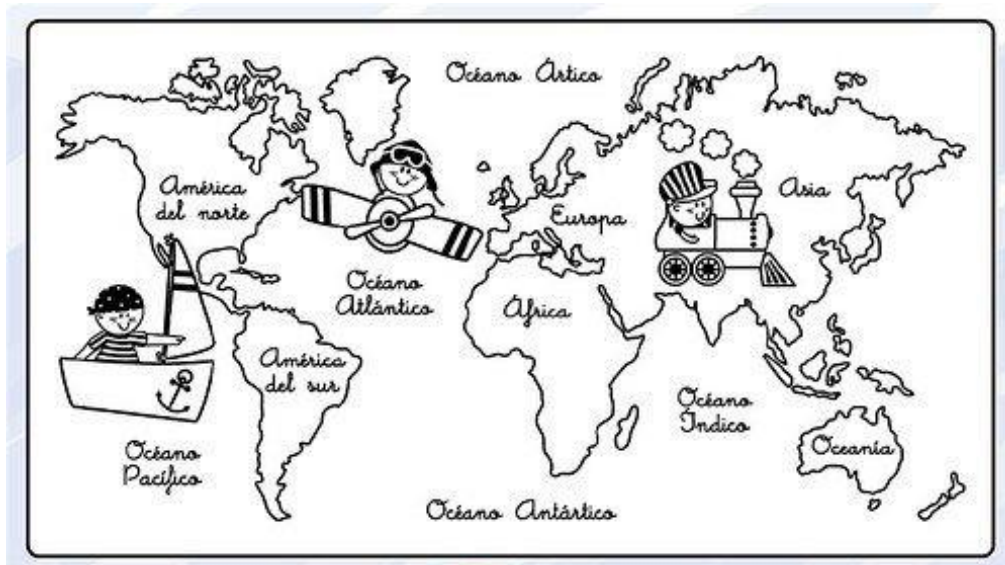 Océano Ártico
América
del norte
Europa
Asia
Océano
Atlántico
África
América
del sur
Océano
Índico
Océano
Pacífico
Oceanía
Océano Antártico